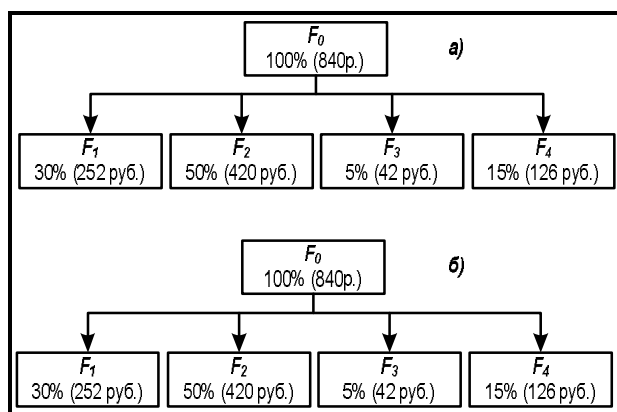 F₀
100% (840р.)
а)
F₁
30% (252 руб.)
F₂
50% (420 руб.)
F₃
5% (42 руб.)
F₄
15% (126 руб.)
F₀
100% (840р.)
б)
F₁
30% (252 руб.)
F₂
50% (420 руб.)
F₃
5% (42 руб.)
F₄
15% (126 руб.)